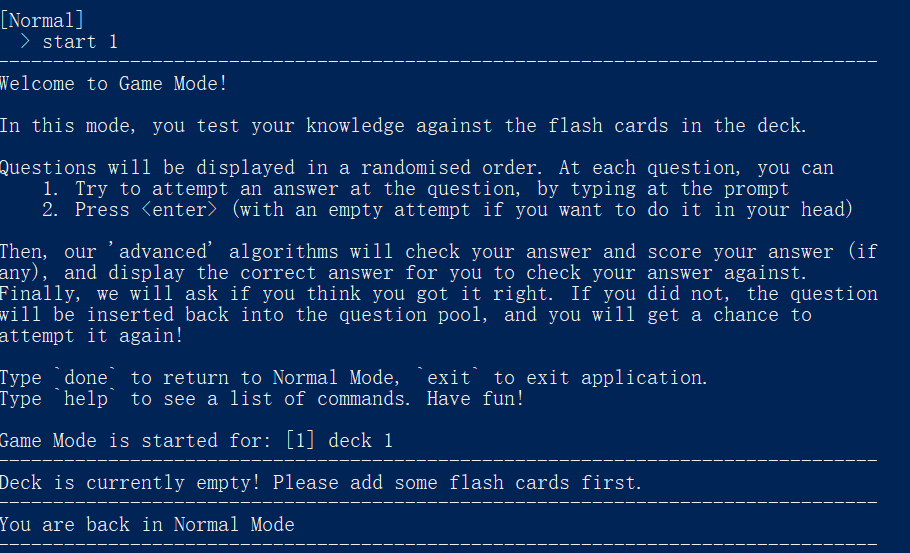 [Normal]
  > start 1
--------------------------------------------------------------------------------
Welcome to Game Mode!
In this mode, you test your knowledge against the flash cards in the deck.
Questions will be displayed in a randomised order. At each question, you can
    1. Try to attempt an answer at the question, by typing at the prompt
    2. Press <enter> (with an empty attempt if you want to do it in your head)
Then, our 'advanced' algorithms will check your answer and score your answer (if
any), and display the correct answer for you to check your answer against.
Finally, we will ask if you think you got it right. If you did not, the question
will be inserted back into the question pool, and you will get a chance to
attempt it again!
Type `done` to return to Normal Mode, `exit` to exit application.
Type `help` to see a list of commands. Have fun!
Game Mode is started for: [1] deck 1
--------------------------------------------------------------------------------
Deck is currently empty! Please add some flash cards first.
--------------------------------------------------------------------------------
You are back in Normal Mode
--------------------------------------------------------------------------------